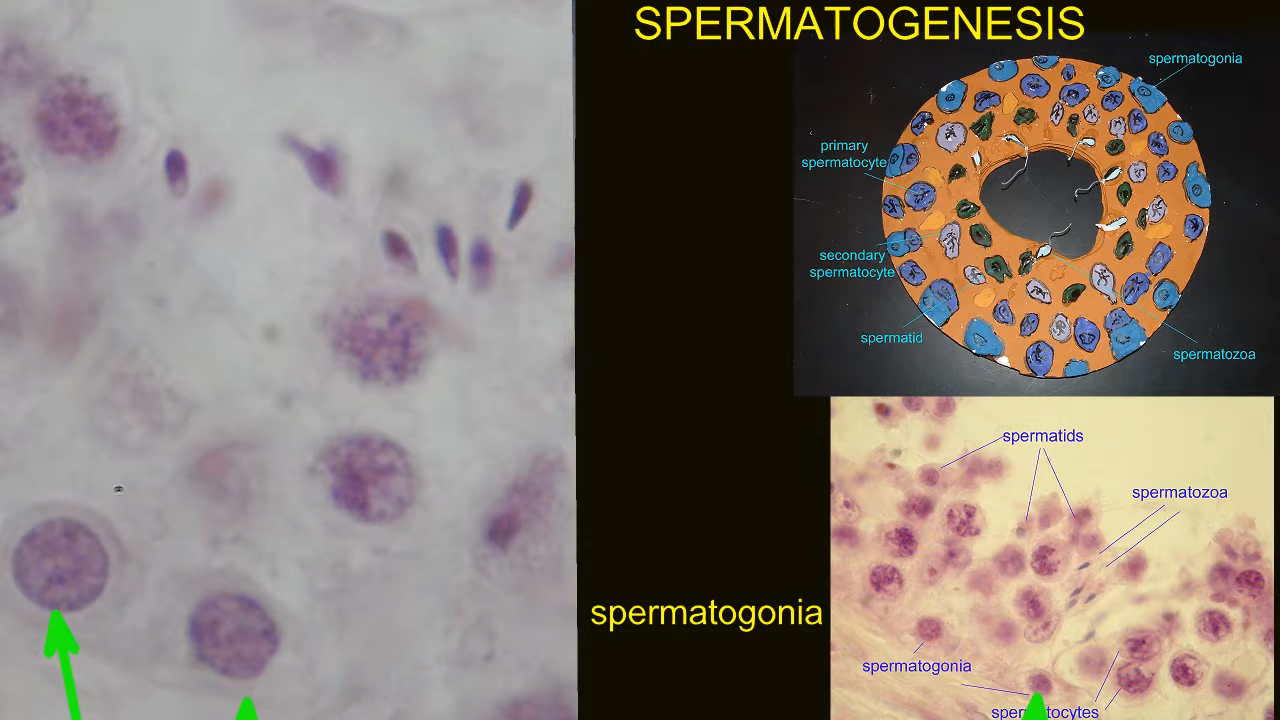 SPERMATOGENESIS
spermatogonia
primary
spermatocyte
secondary
spermatocyte
spermatid
spermatozoa
spermatids
spermatozoa
spermatogonia
spermatogonia